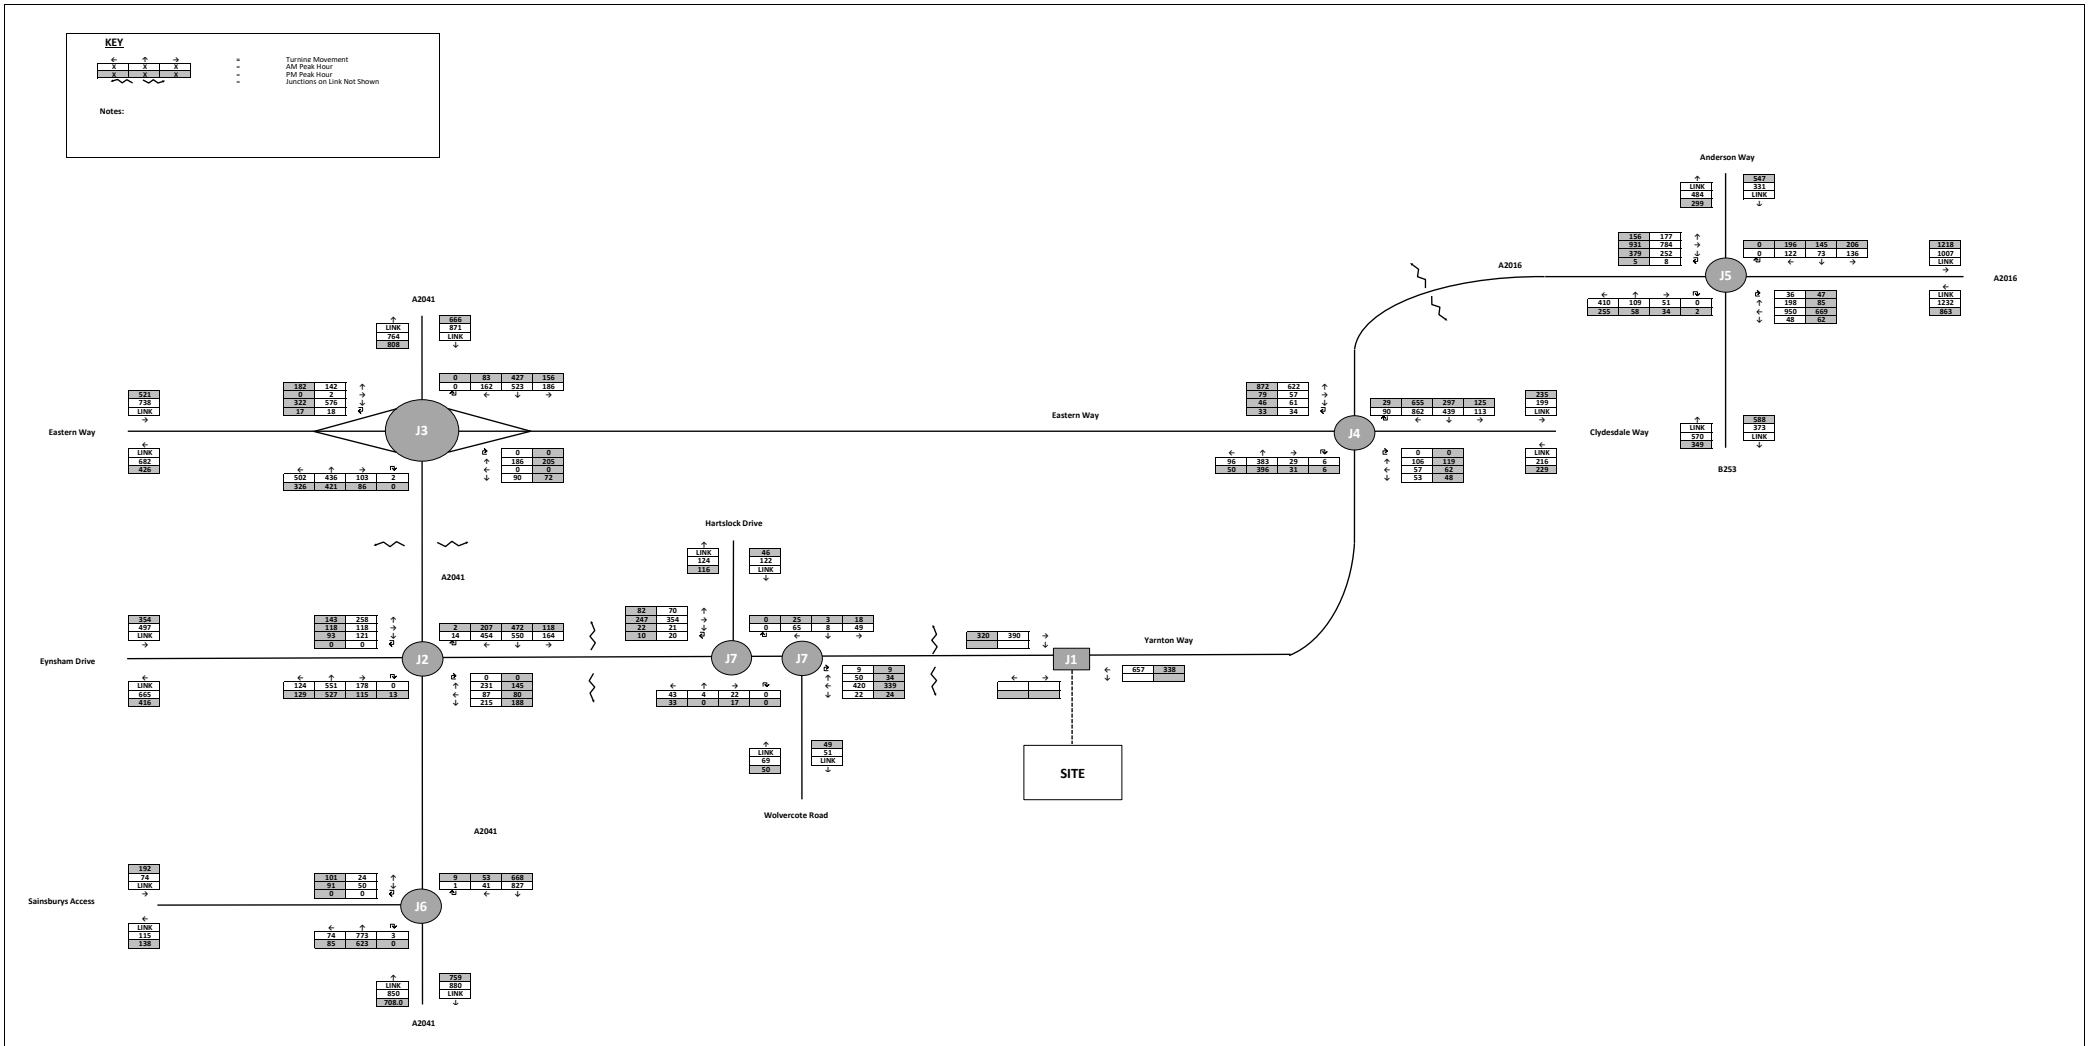 KEY
← ↑ → = Turning Movement
X X X = AM Peak Hour
X X X = PM Peak Hour
= Junctions on Link Not Shown
Notes:
Anderson Way
↑
LINK
484
299
547
331
LINK
↓
156 177 ↑
931 784 →
379 252 ↓
5 8
0 196 145 206
0 122 73 136
← ↓ →
1218
1007
LINK
→
A2016
J5
A2016
← ↑ →
410 109 51 0
255 58 34 2
36 47
↑ 198 85
← 950 669
↓ 48 62
←
LINK
1232
863
↑
LINK
570
349
588
373
LINK
↓
B253
A2041
↑
LINK
764
808
666
871
LINK
↓
521
738
LINK
→
182 142 ↑
0 2 →
322 576 ↓
17 18
0 83 427 156
0 162 523 186
← ↓ →
Eastern Way
J3
Eastern Way
←
LINK
682
426
← ↑ →
502 436 103 2
326 421 86 0
0 0
↑ 186 205
← 0 0
↓ 90 72
872 622 ↑
79 57 →
46 61 ↓
33 34
29 655 297 125
90 862 439 113
← ↓ →
235
199
LINK
→
J4
Clydesdale Way
← ↑ →
96 383 29 6
50 396 31 6
0 0
↑ 106 119
← 57 62
↓ 53 48
←
LINK
216
229
A2041
Hartslock Drive
↑
LINK
124
116
46
122
LINK
↓
354
497
LINK
→
143 258 ↑
118 118 →
93 121 ↓
0 0
2 207 472 118
14 454 550 164
← ↓ →
Eynsham Drive
J2
←
LINK
665
416
← ↑ →
124 551 178 0
129 527 115 13
0 0
↑ 231 145
← 87 80
↓ 215 188
82 70 ↑
247 354 →
22 21 ↓
10 20
0 25 3 18
0 65 8 49
← ↓ →
J7
J7
← ↑ →
43 4 22 0
33 0 17 0
9 9
↑ 50 34
← 420 339
↓ 22 24
↑
LINK
69
50
49
51
LINK
↓
Wolvercote Road
320 390 →
↓
Yarnton Way
J1
← 657 338
↓
← →
SITE
A2041
192
74
LINK
→
101 24 ↑
91 50 ↓
0 0
9 53 668
1 41 827
← ↓
Sainsburys Access
J6
←
LINK
115
138
← ↑
74 773 3
85 623 0
↑
LINK
850
708.0
759
880
LINK
↓
A2041